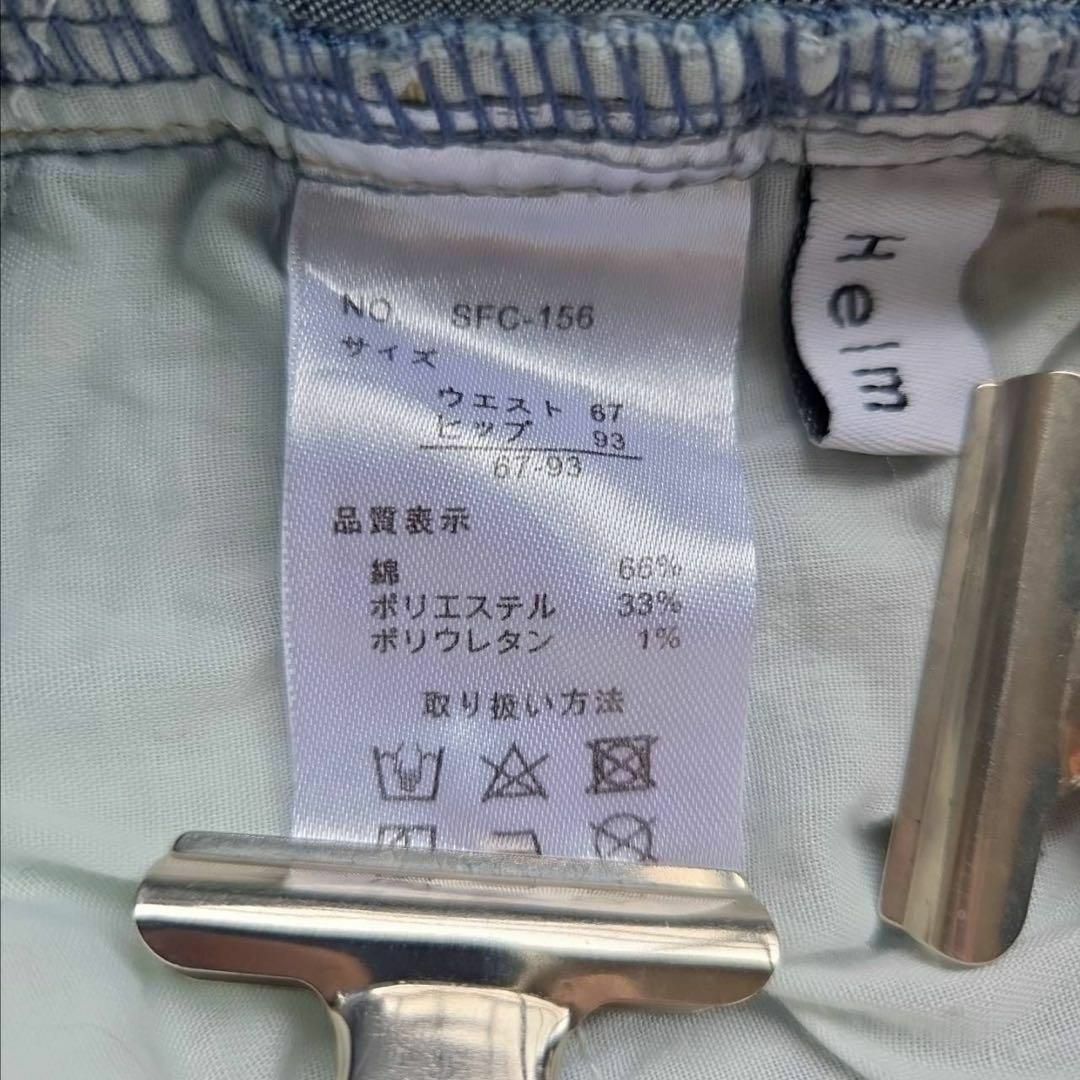 NO. SFC-156
サイズ
ウエスト 67
ヒップ 93
67-93
品質表示
綿 66%
ポリエステル 33%
ポリウレタン 1%
取り扱い方法
Helm